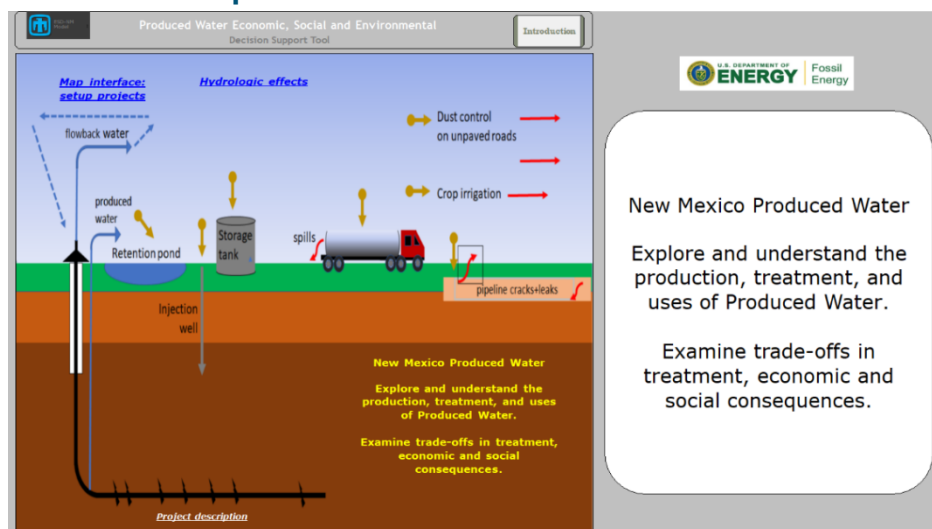 Produced Water Economic, Social and Environmental
Decision Support Tool
Introduction
Map interface:
setup projects
Hydrologic effects
flowback water
Dust control
on unpaved roads
Crop irrigation
produced
water
Retention pond
Storage
tank
spills
pipeline cracks+leaks
Injection
well
New Mexico Produced Water
Explore and understand the
production, treatment, and uses
of Produced Water.
Examine trade-offs in treatment,
economic and social
consequences.
Project description
U.S. DEPARTMENT OF
ENERGY
Fossil
Energy
New Mexico Produced Water
Explore and understand the
production, treatment, and
uses of Produced Water.
Examine trade-offs in
treatment, economic and
social consequences.